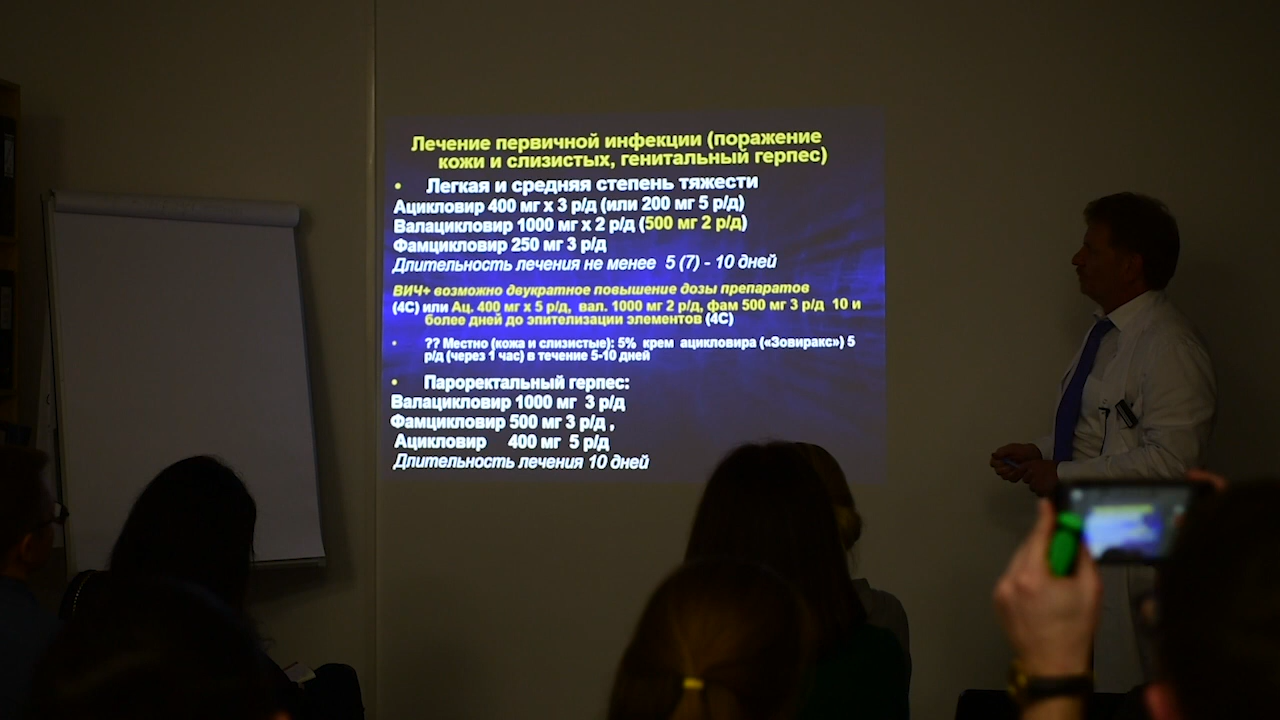 Лечение первичной инфекции (поражение
кожи и слизистых, генитальный герпес)
• Легкая и средняя степень тяжести
Ацикловир 400 мг х 3 р/д (или 200 мг 5 р/д)
Валацикловир 1000 мг х 2 р/д (500 мг 2 р/д)
Фамцикловир 250 мг 3 р/д
Длительность лечения не менее 5 (7) - 10 дней
ВИЧ+ возможно двукратное повышение дозы препаратов
(4С) или Ац. 400 мг х 5 р/д, вал. 1000 мг 2 р/д, фам 500 мг 3 р/д 10 и
более дней до эпителизации элементов (4С)
• ?? Местно (кожа и слизистые): 5% крем ацикловира («Зовиракс») 5
р/д (через 1 час) в течение 5-10 дней
• Пароректальный герпес:
Валацикловир 1000 мг 3 р/д
Фамцикловир 500 мг 3 р/д ,
Ацикловир 400 мг 5 р/д
Длительность лечения 10 дней